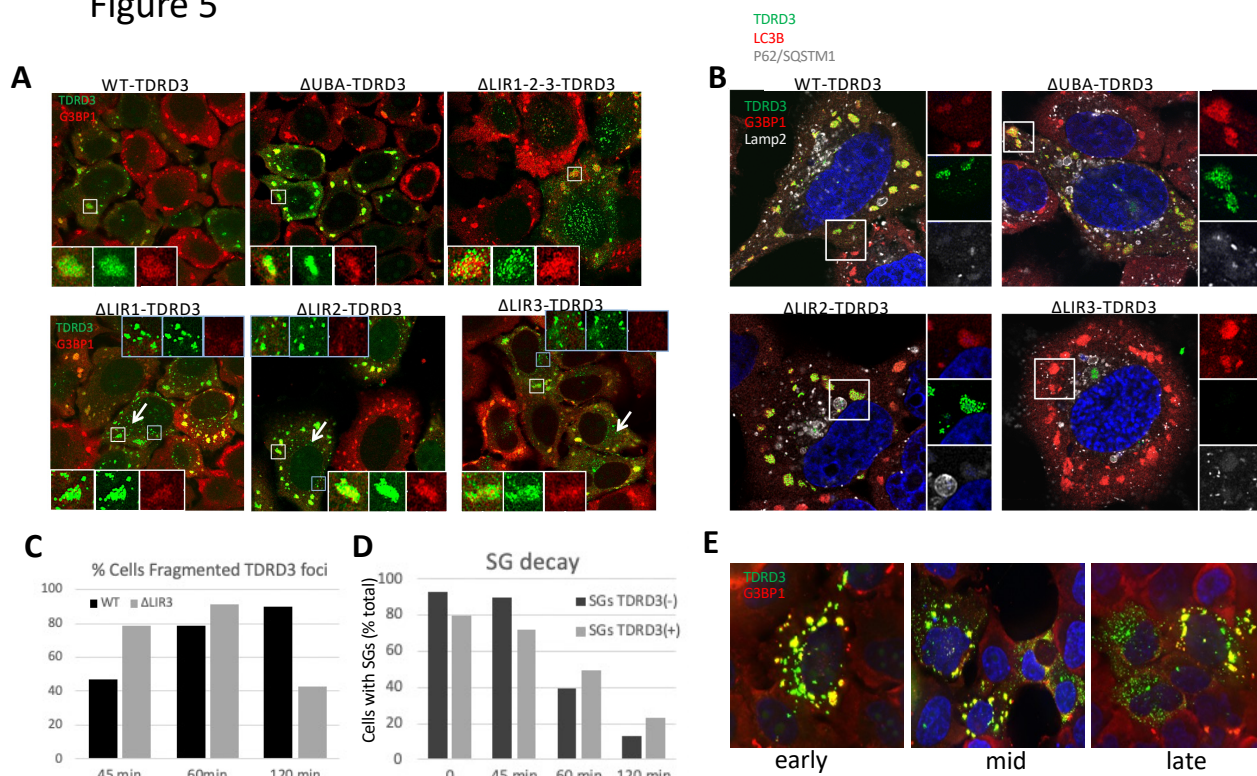 Figure 5
TDRD3
LC3B
P62/SQSTM1
A
WT-TDRD3
ΔUBA-TDRD3
ΔLIR1-2-3-TDRD3
TDRD3
G3BP1
ΔLIR1-TDRD3
ΔLIR2-TDRD3
ΔLIR3-TDRD3
TDRD3
G3BP1
B
WT-TDRD3
ΔUBA-TDRD3
TDRD3
G3BP1
Lamp2
ΔLIR2-TDRD3
ΔLIR3-TDRD3
C
% Cells Fragmented TDRD3 foci
WT
ΔLIR3
100
80
60
40
20
0
45 min
60min
120 min
D
SG decay
Cells with SGs (% total)
100
80
60
40
20
0
SGs TDRD3(-)
SGs TDRD3(+)
0
45 min
60 min
120 min
E
TDRD3
G3BP1
early
mid
late